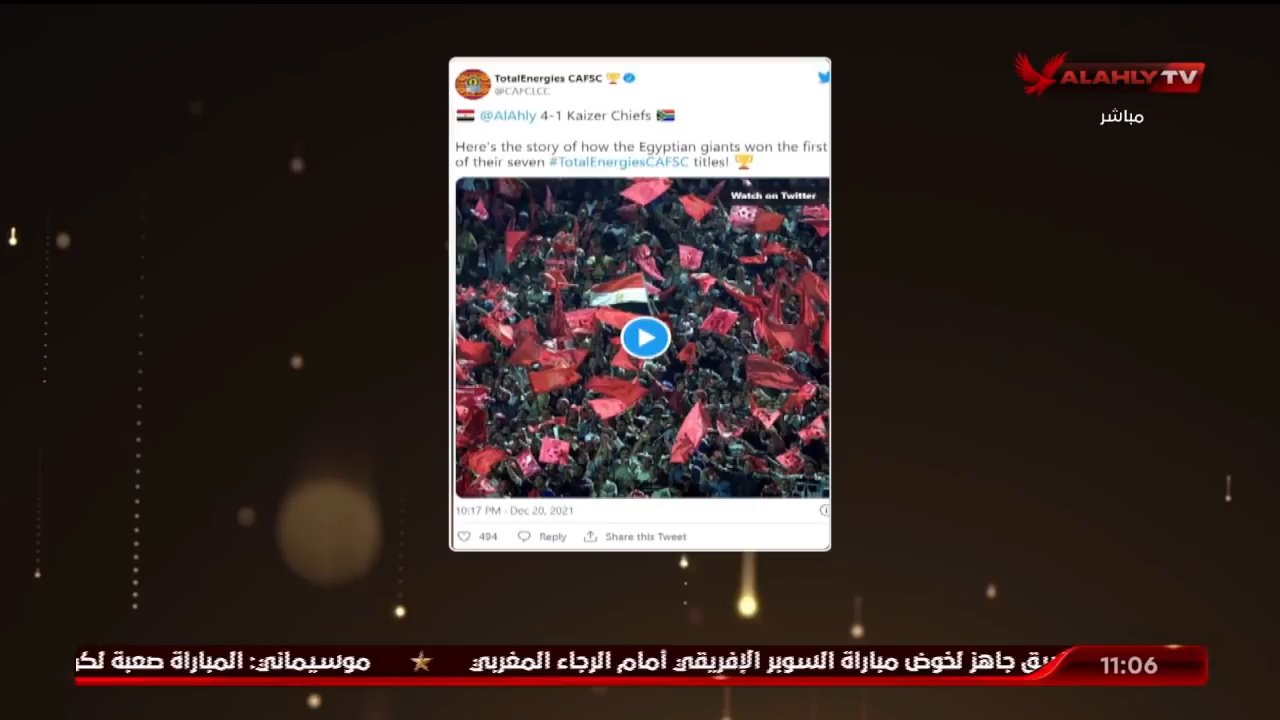 ALAHLY TV
مباشر
TotalEnergies CAFSC 🏆
@CAFCLCC
🇪🇬 @AlAhly 4-1 Kaizer Chiefs 🇿🇦
Here's the story of how the Egyptian giants won the first
of their seven #TotalEnergiesCAFSC titles! 🏆
Watch on Twitter
10:17 PM · Dec 20, 2021
494 Reply Share this Tweet
جاهز لخوض مباراة السوبر الإفريقي أمام الرجاء المغربي ★ موسيماني: المباراة صعبة
11:06